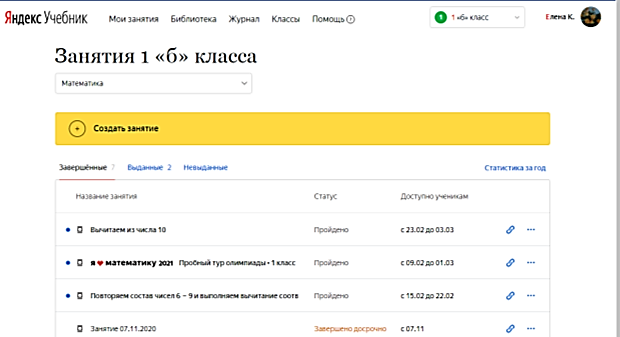 Яндекс Учебник Мои занятия Библиотека Журнал Классы Помощь ? 1 1 «б» класс Елена К.
Занятия 1 «б» класса
Математика
+ Создать занятие
Завершённые 7 Выданные 2 Невыданные Статистика за год
Название занятия Статус Доступно ученикам
Вычитаем из числа 10 Пройдено с 23.02 до 03.03
я ❤ математику 2021 Пробный тур олимпиады • 1 класс Пройдено с 09.02 до 01.03
Повторяем состав чисел 6 – 9 и выполняем вычитание соотв Пройдено с 15.02 до 22.02
Занятие 07.11.2020 Завершено досрочно с 07.11